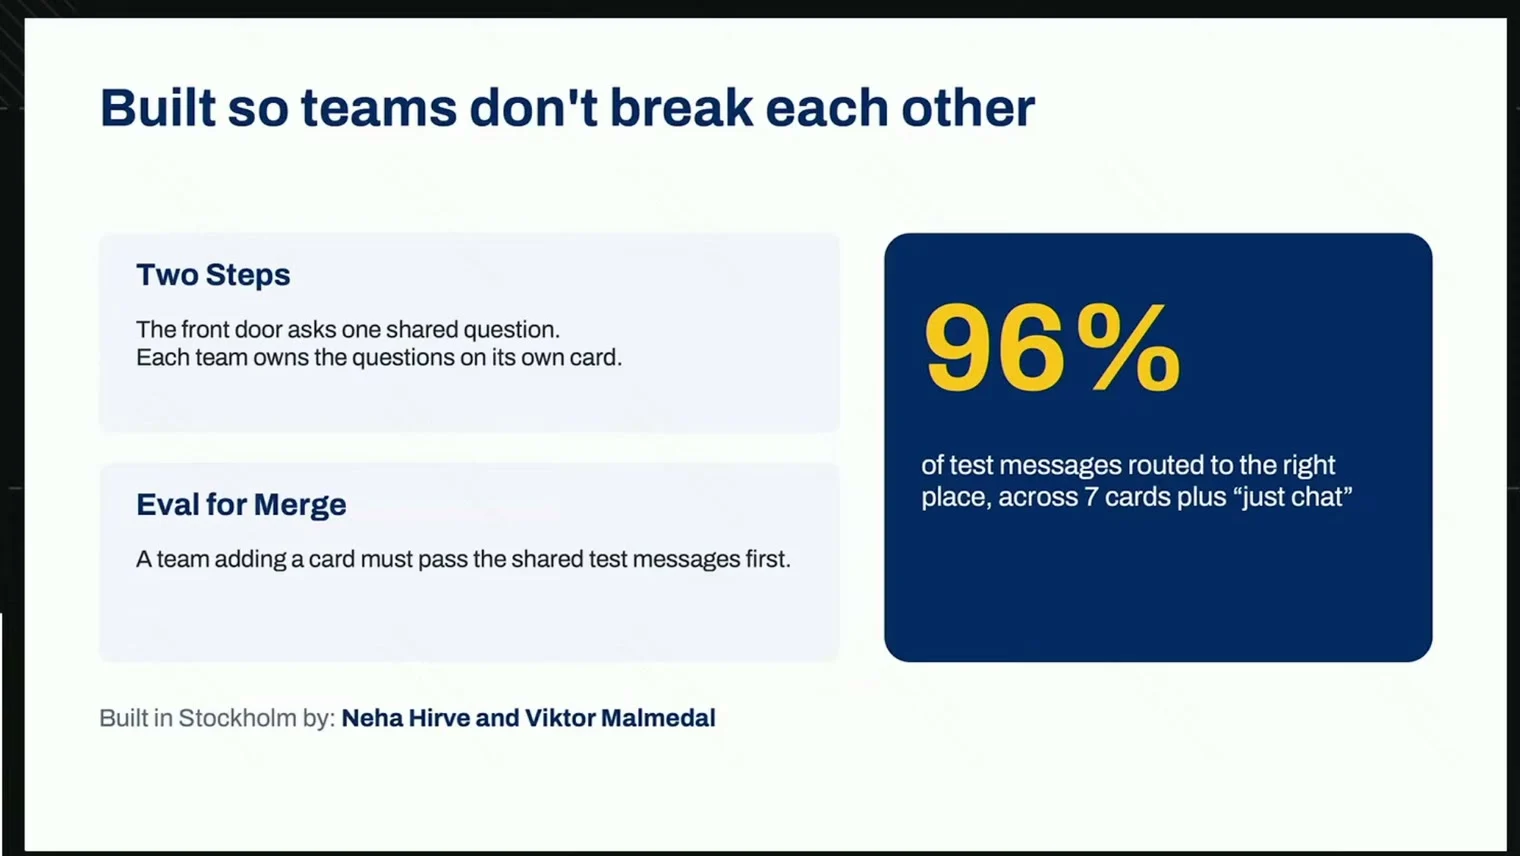 Built so teams don't break each other
Two Steps
The front door asks one shared question.
Each team owns the questions on its own card.
Eval for Merge
A team adding a card must pass the shared test messages first.
96%
of test messages routed to the right
place, across 7 cards plus “just chat”
Built in Stockholm by: Neha Hirve and Viktor Malmedal